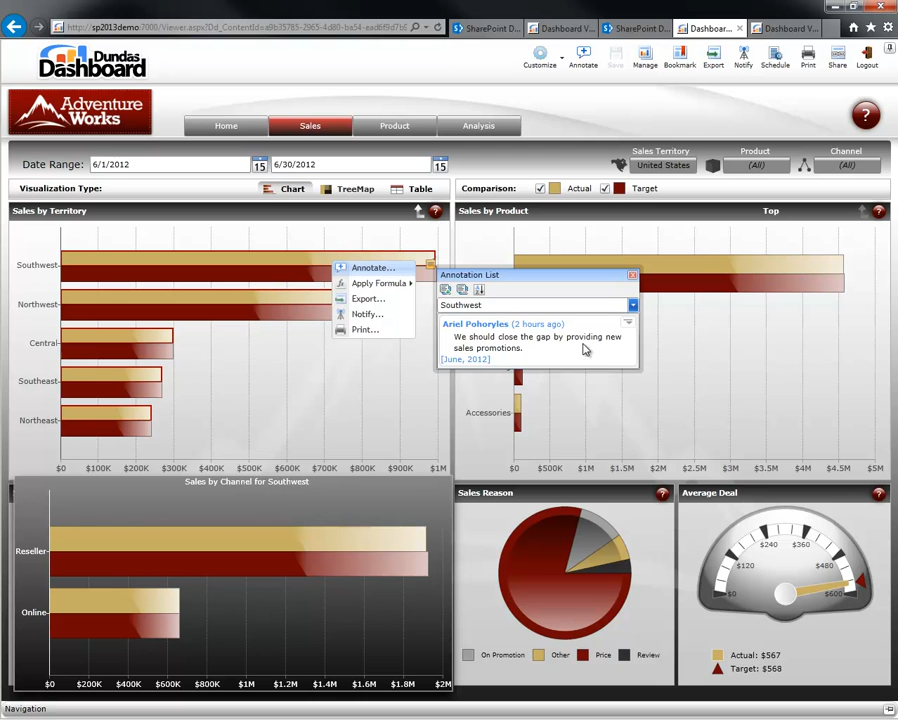 http://sp2013demo:7000/Viewer.aspx?Dd_ContentId=a9b35785-2965-4d80-ba54-ead6f9f7d
SharePoint D...
Dashboard V...
SharePoint D...
Dashboar...
Dashboard V...
Dundas
Dashboard
Customize
Annotate
Save
Manage
Bookmark
Export
Notify
Schedule
Print
Share
Logout
Adventure
Works
Home
Sales
Product
Analysis
?
Date Range:
6/1/2012
15
6/30/2012
15
Sales Territory
United States
Product
(All)
Channel
(All)
Visualization Type:
Chart
TreeMap
Table
Comparison:
Actual
Target
Sales by Territory
?
Southwest
Northwest
Central
Southeast
Northeast
$0
$100K
$200K
$300K
$400K
$500K
$600K
$700K
$800K
$900K
$1M
Annotate...
Apply Formula
Export...
Notify...
Print...
Annotation List
Southwest
Ariel Pohoryles (2 hours ago)
We should close the gap by providing new
sales promotions.
[June, 2012]
Sales by Product
Top
?
Accessories
$0
$500K
$1M
$1.5M
$2M
$2.5M
$3M
$3.5M
$4M
$4.5M
$5M
Sales by Channel for Southwest
Reseller
Online
$0
$200K
$400K
$600K
$800K
$1M
$1.2M
$1.4M
$1.6M
$1.8M
$2M
Sales Reason
?
On Promotion
Other
Price
Review
Average Deal
?
$0
$120
$240
$360
$480
$600
Actual: $567
Target: $568
Navigation